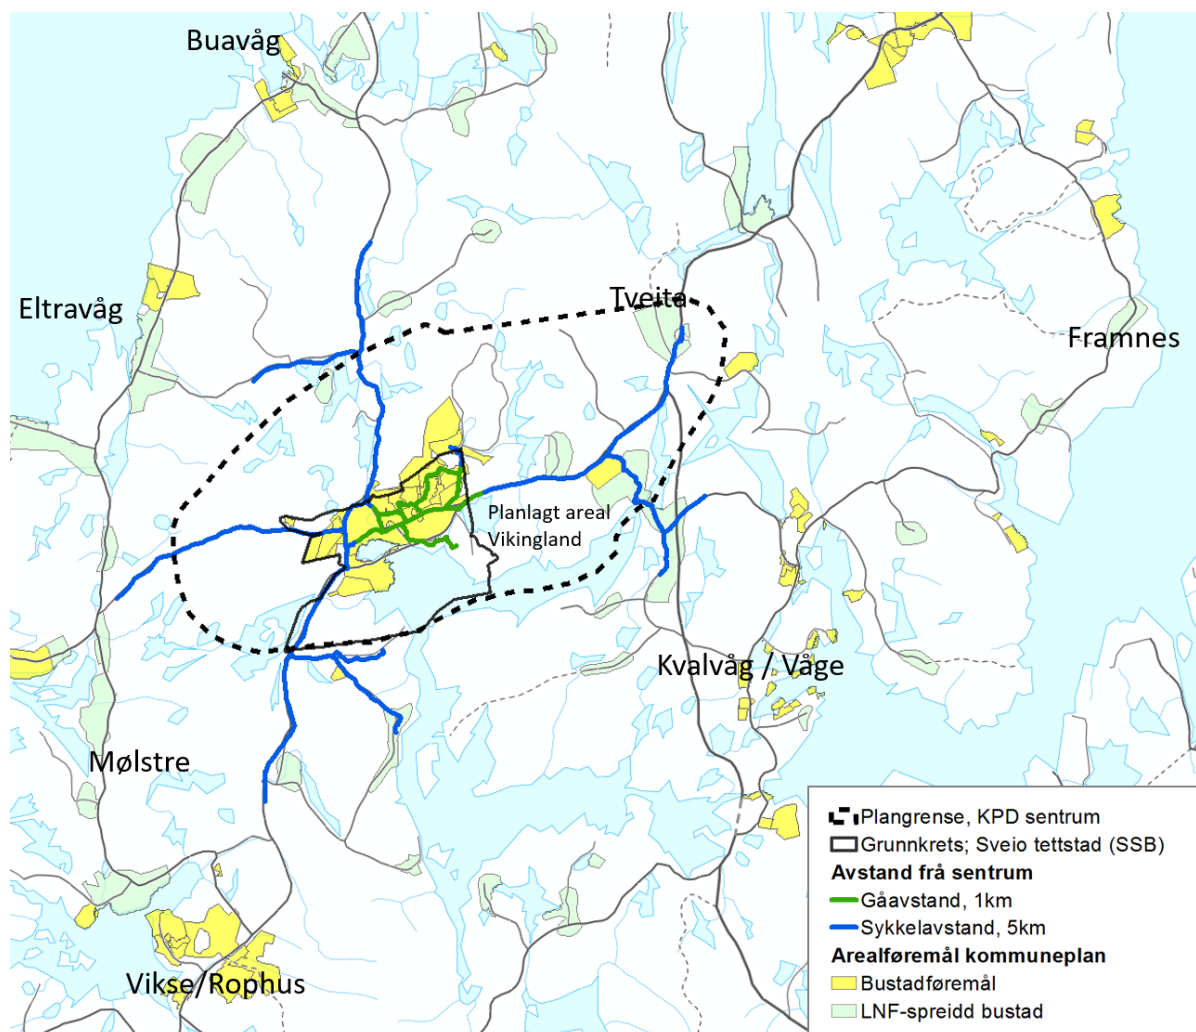 Buavåg
Eltravåg
Tveita
Framnes
Planlagt areal
Vikingland
Kvalvåg / Våge
Mølstre
Vikse/Rophus
Plangrense, KPD sentrum
Grunnkrets; Sveio tettstad (SSB)
Avstand frå sentrum
Gåavstand, 1km
Sykkelavstand, 5km
Arealføremål kommuneplan
Bustadføremål
LNF-spreidd bustad